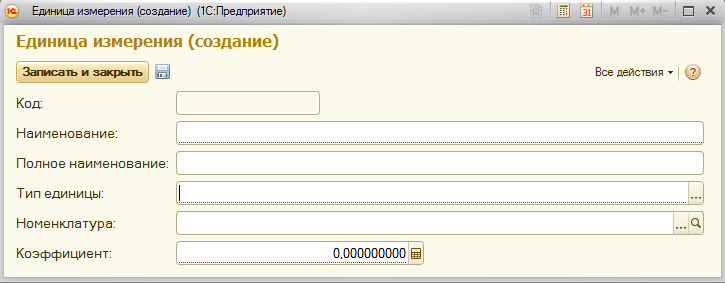 Единица измерения (создание) (1С:Предприятие)
M M+ M-
31
Единица измерения (создание)
Записать и закрыть
Все действия
?
Код:
Наименование:
Полное наименование:
Тип единицы:
...
Номенклатура:
...
Коэффициент:
0,000000000